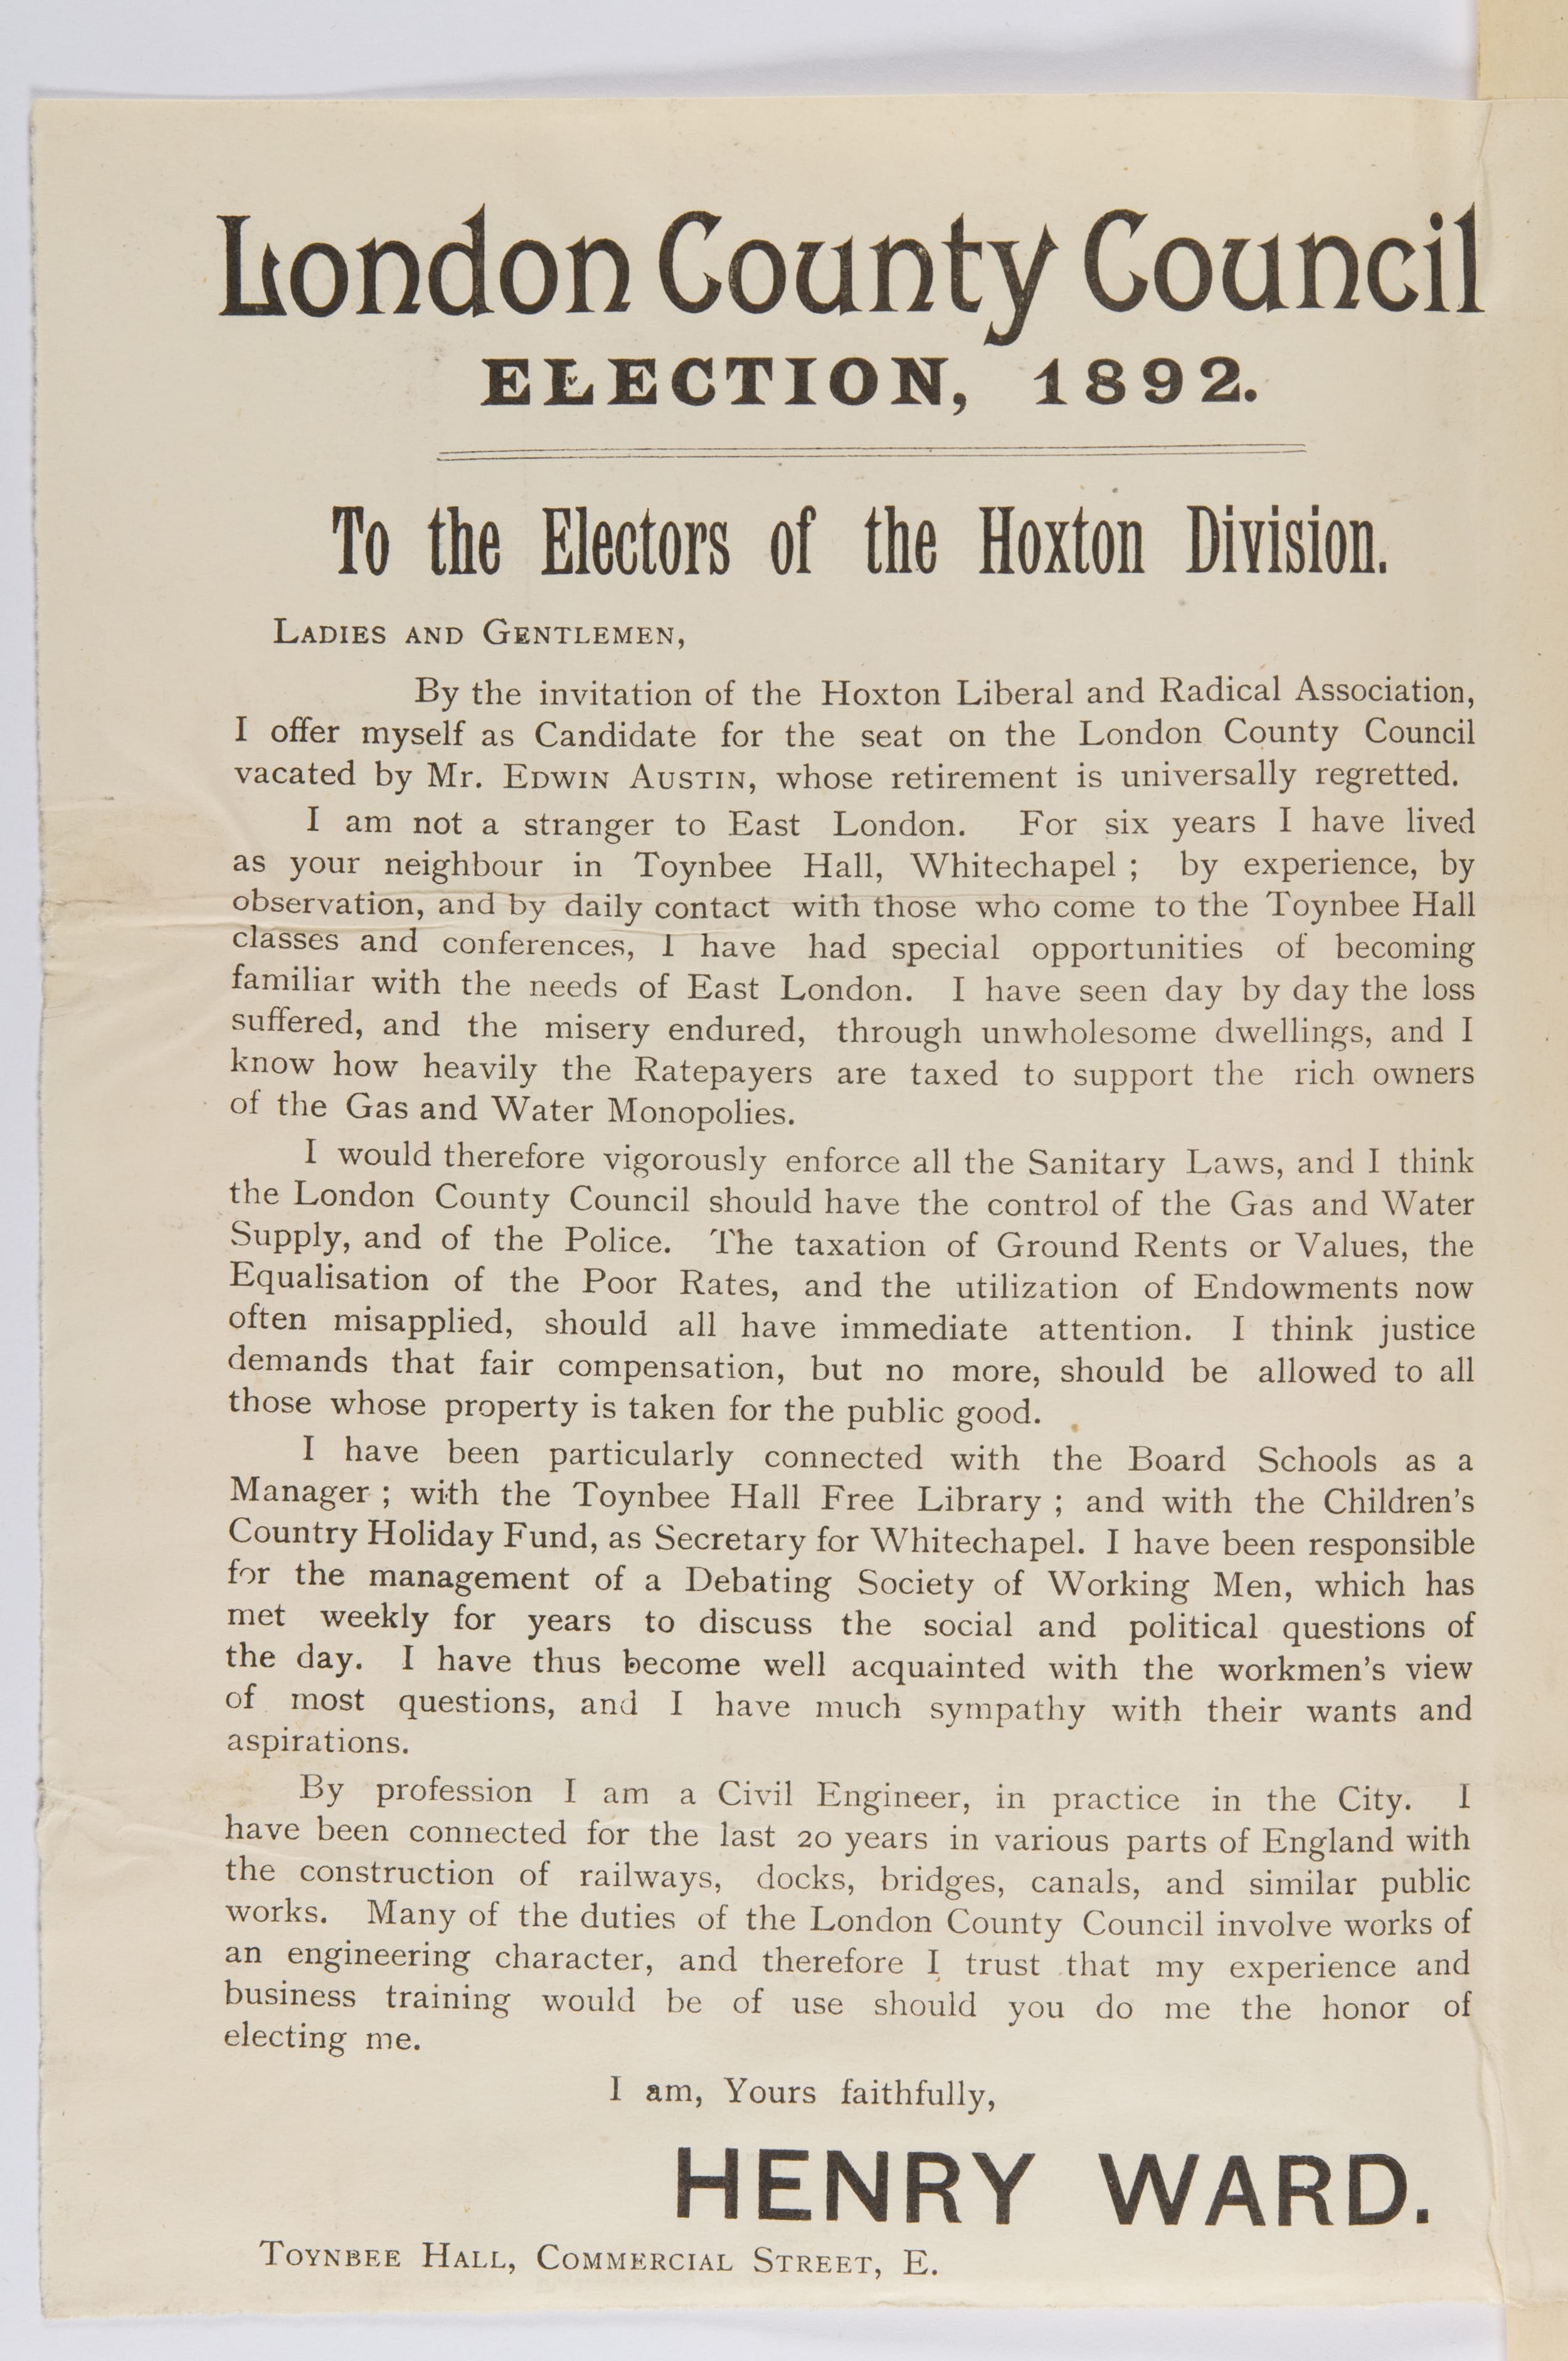 London County Council
ELECTION, 1892.
To the Electors of the Hoxton Division.
LADIES AND GENTLEMEN,
By the invitation of the Hoxton Liberal and Radical Association,
I offer myself as Candidate for the seat on the London County Council
vacated by Mr. EDWIN AUSTIN, whose retirement is universally regretted.
I am not a stranger to East London. For six years I have lived
as your neighbour in Toynbee Hall, Whitechapel ; by experience, by
observation, and by daily contact with those who come to the Toynbee Hall
classes and conferences, I have had special opportunities of becoming
familiar with the needs of East London. I have seen day by day the loss
suffered, and the misery endured, through unwholesome dwellings, and I
know how heavily the Ratepayers are taxed to support the rich owners
of the Gas and Water Monopolies.
I would therefore vigorously enforce all the Sanitary Laws, and I think
the London County Council should have the control of the Gas and Water
Supply, and of the Police. The taxation of Ground Rents or Values, the
Equalisation of the Poor Rates, and the utilization of Endowments now
often misapplied, should all have immediate attention. I think justice
demands that fair compensation, but no more, should be allowed to all
those whose property is taken for the public good.
I have been particularly connected with the Board Schools as a
Manager ; with the Toynbee Hall Free Library ; and with the Children's
Country Holiday Fund, as Secretary for Whitechapel. I have been responsible
for the management of a Debating Society of Working Men, which has
met weekly for years to discuss the social and political questions of
the day. I have thus become well acquainted with the workmen's view
of most questions, and I have much sympathy with their wants and
aspirations.
By profession I am a Civil Engineer, in practice in the City. I
have been connected for the last 20 years in various parts of England with
the construction of railways, docks, bridges, canals, and similar public
works. Many of the duties of the London County Council involve works of
an engineering character, and therefore I trust that my experience and
business training would be of use should you do me the honor of
electing me.
I am, Yours faithfully,
HENRY WARD.
TOYNBEE HALL, COMMERCIAL STREET, E.